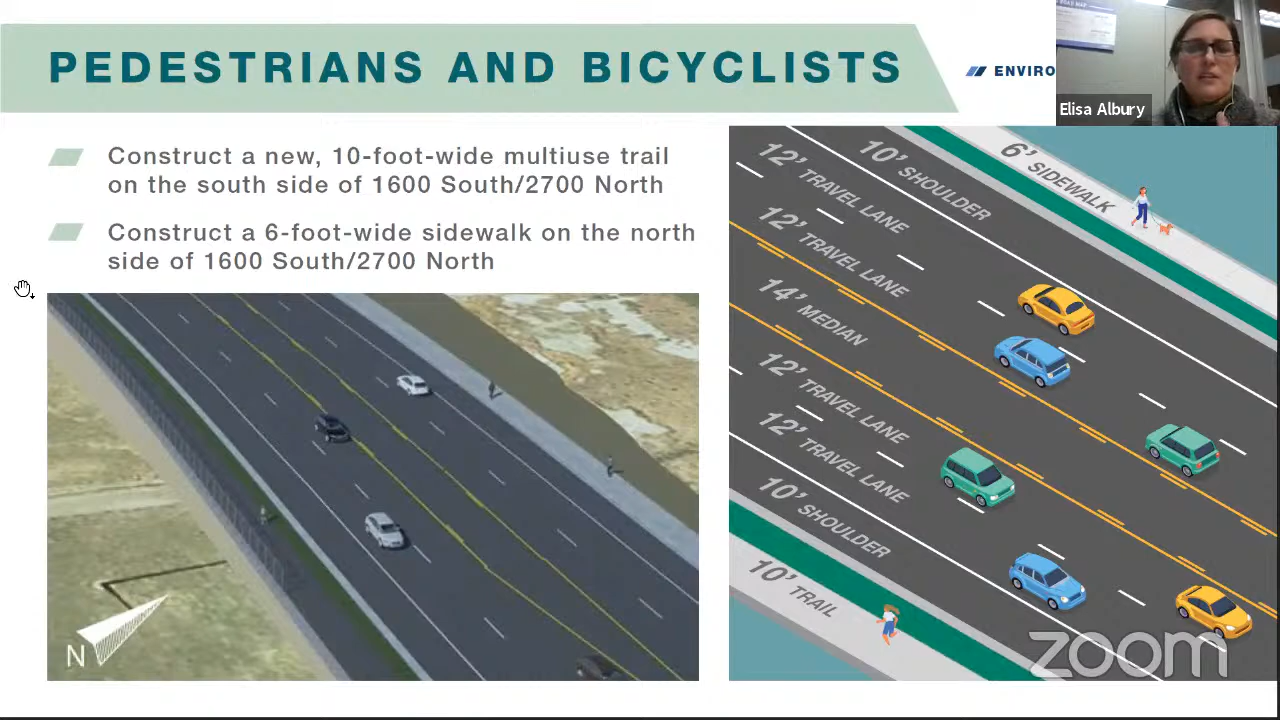 PEDESTRIANS AND BICYCLISTS
ENVIRO
ROAD MAP
Elisa Albury
Construct a new, 10-foot-wide multiuse trail
on the south side of 1600 South/2700 North
Construct a 6-foot-wide sidewalk on the north
side of 1600 South/2700 North
N
6' SIDEWALK
10' SHOULDER
12' TRAVEL LANE
12' TRAVEL LANE
14' MEDIAN
12' TRAVEL LANE
12' TRAVEL LANE
10' SHOULDER
10' TRAIL
zoom